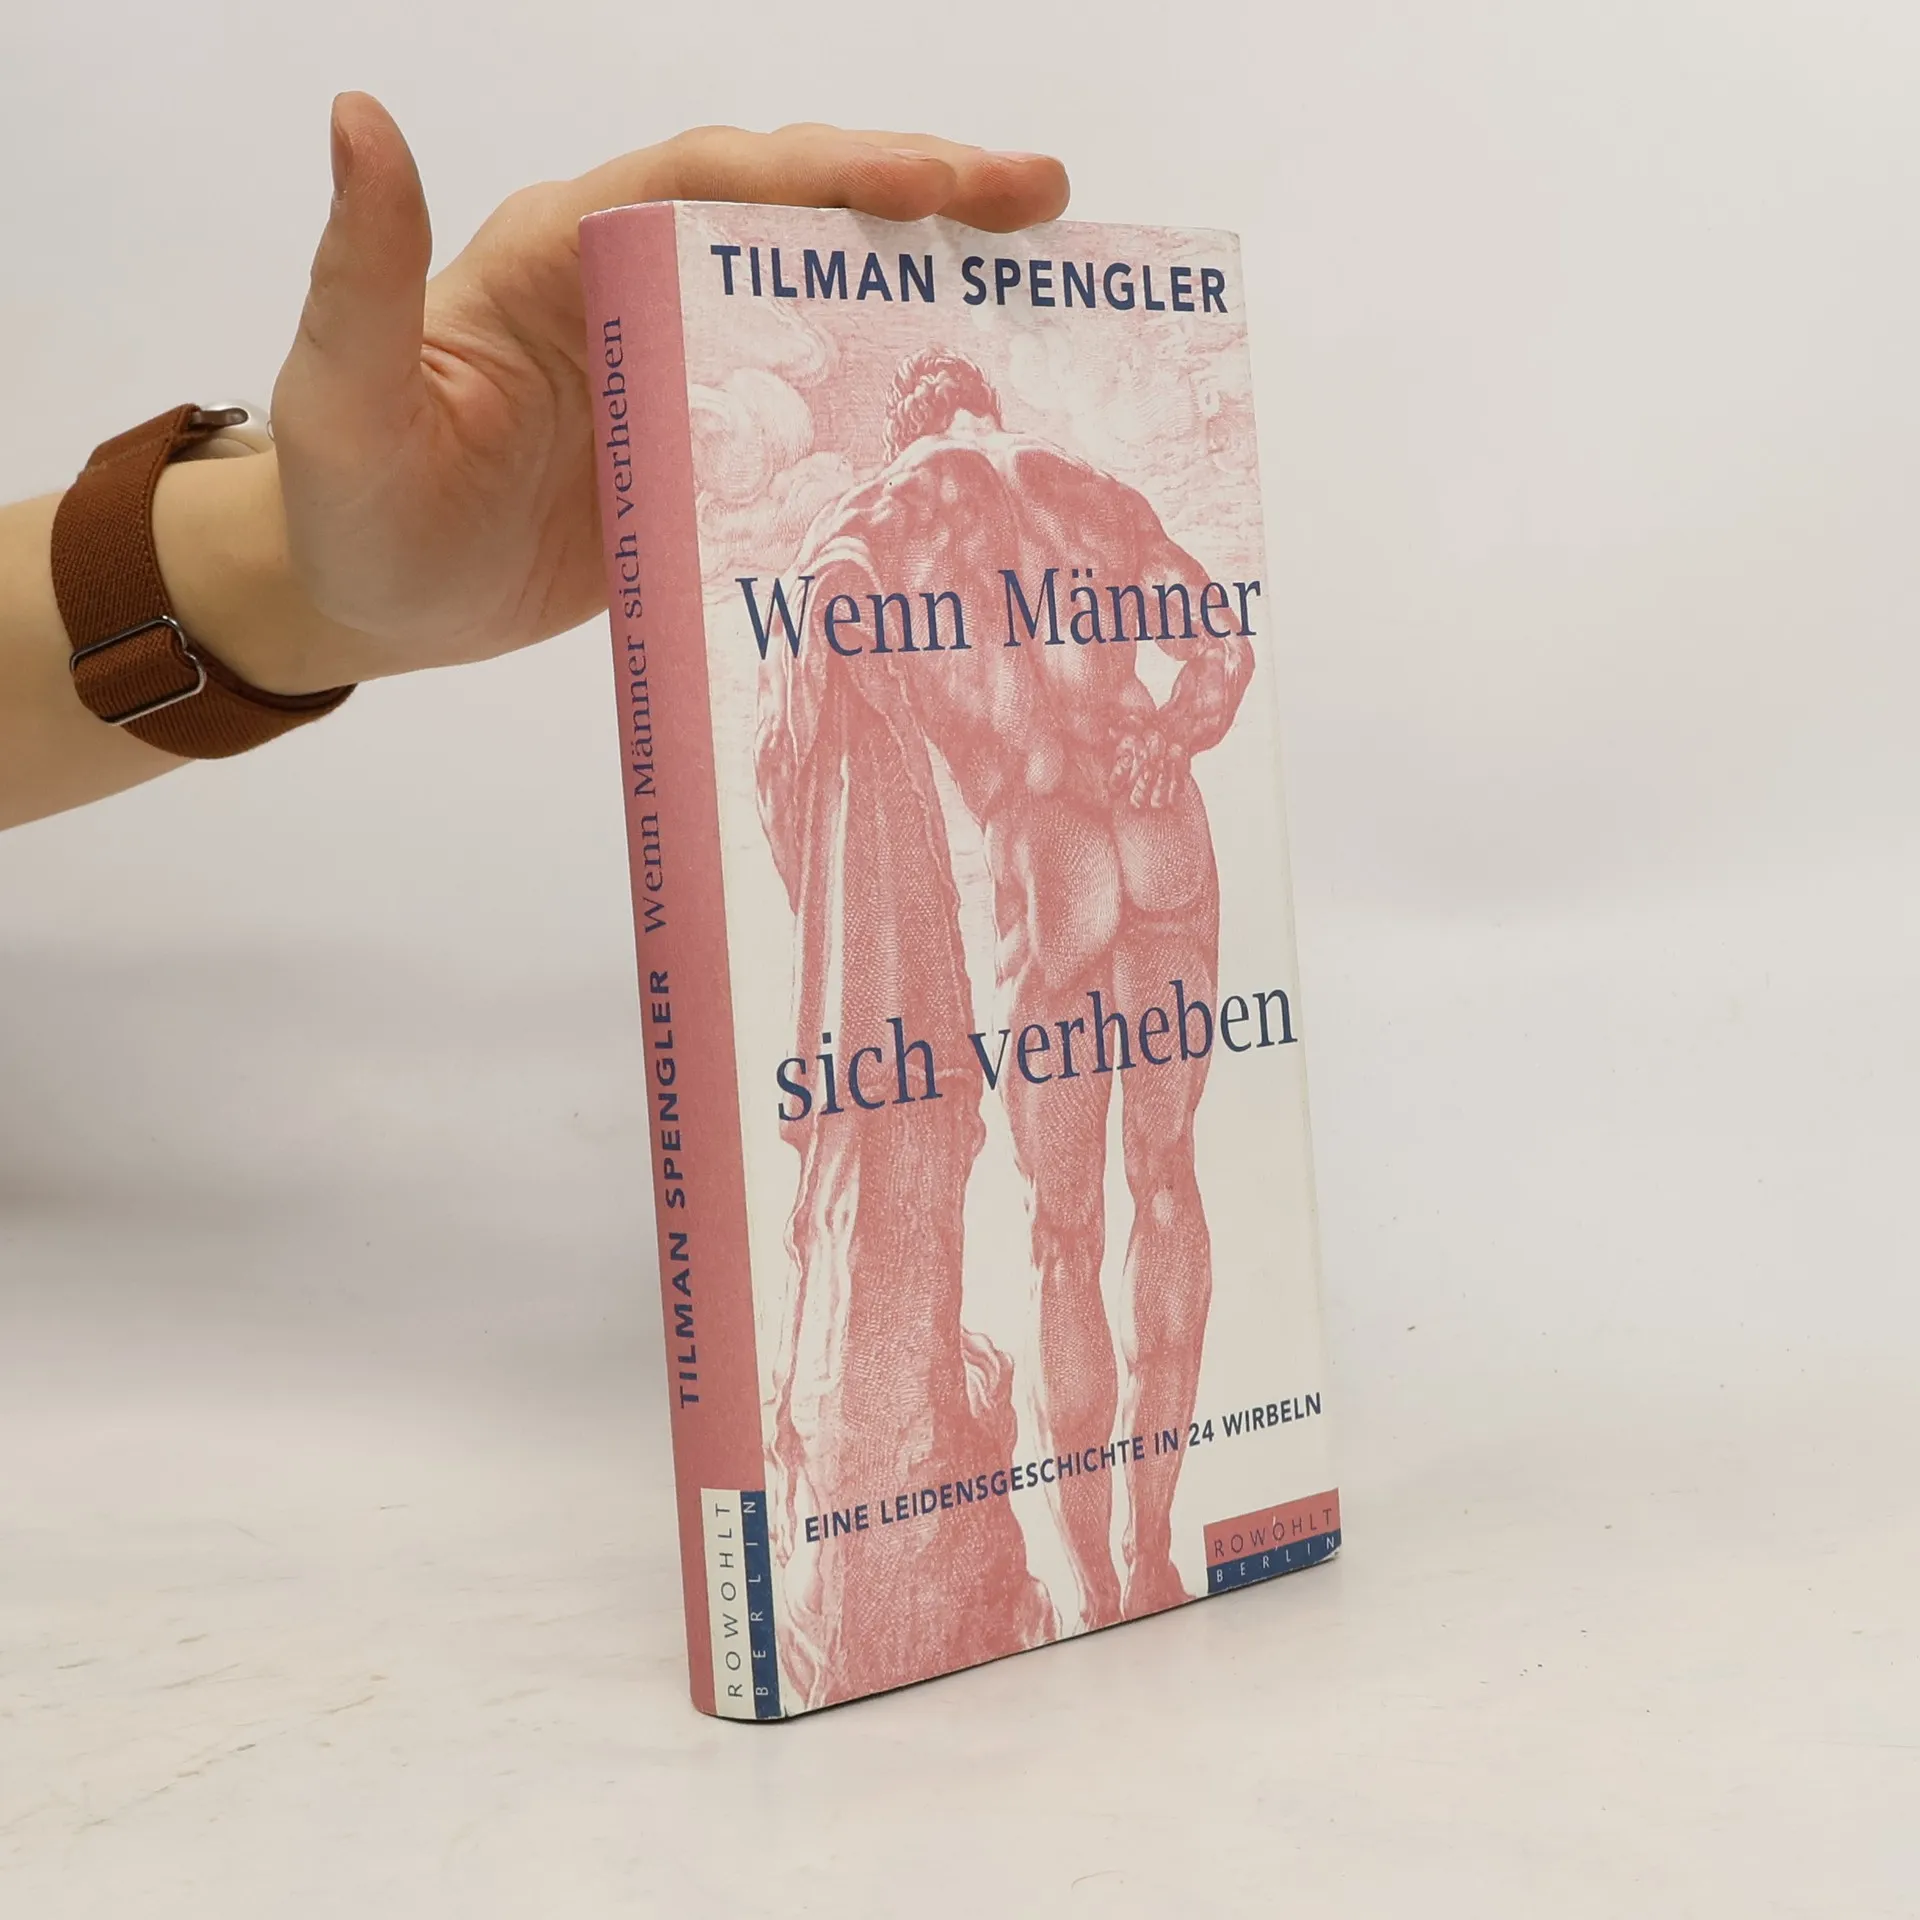 TILMAN SPENGLER
Wenn Männer
sich verheben
EINE LEIDENSGESCHICHTE IN 24 WIRBELN
ROWOHLT
BERLIN
TILMAN SPENGLER Wenn Männer sich verheben
ROWOHLT
BERLIN